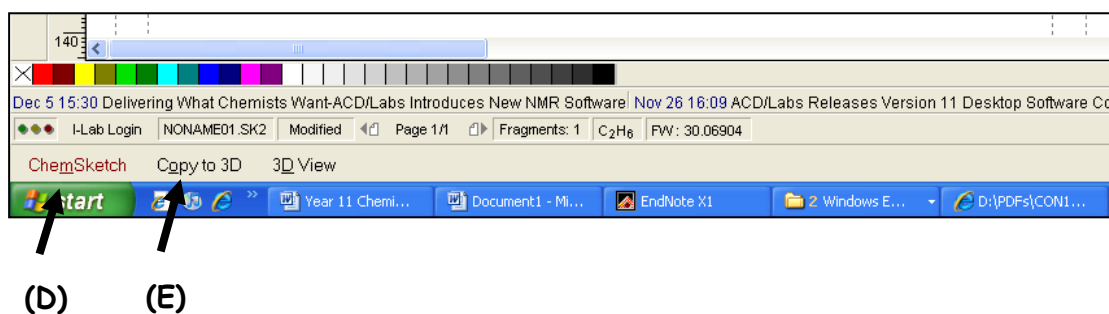 140
Dec 5 15:30 Delivering What Chemists Want-ACD/Labs Introduces New NMR Software Nov 26 16:09 ACD/Labs Releases Version 11 Desktop Software Co
I-Lab Login NONAME01.SK2 Modified Page 1/1 Fragments: 1 C₂H₆ FW: 30.06904
ChemSketch Copy to 3D 3D View
start Year 11 Chemi... Document1 - Mi... EndNote X1 2 Windows E... D:\PDFs\CON1...
(D) (E)